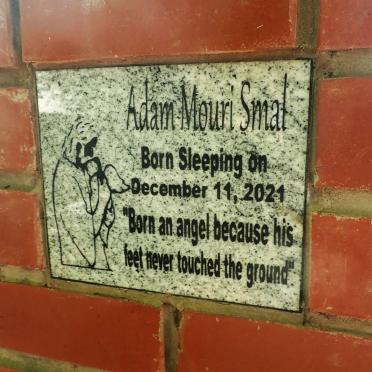 Adam Mouri Smal
Born Sleeping on
December 11, 2021
"Born an angel because his
feet never touched the ground"